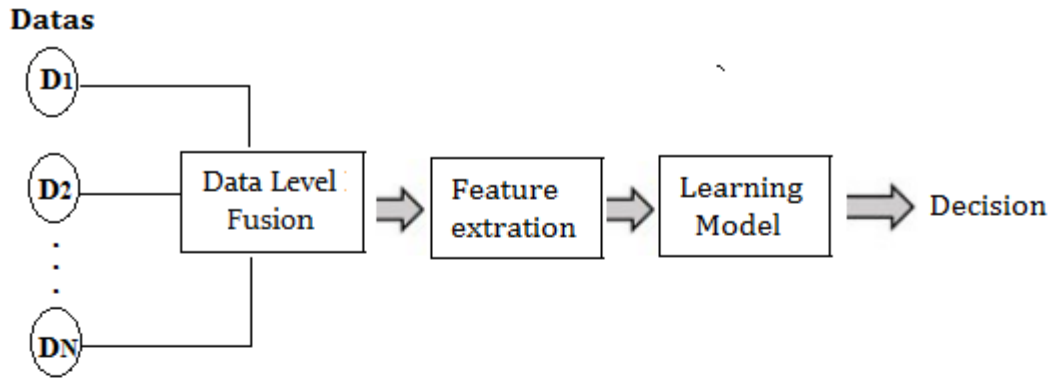 Datas
D1
D2
DN
Data Level
Fusion
Feature
extration
Learning
Model
Decision